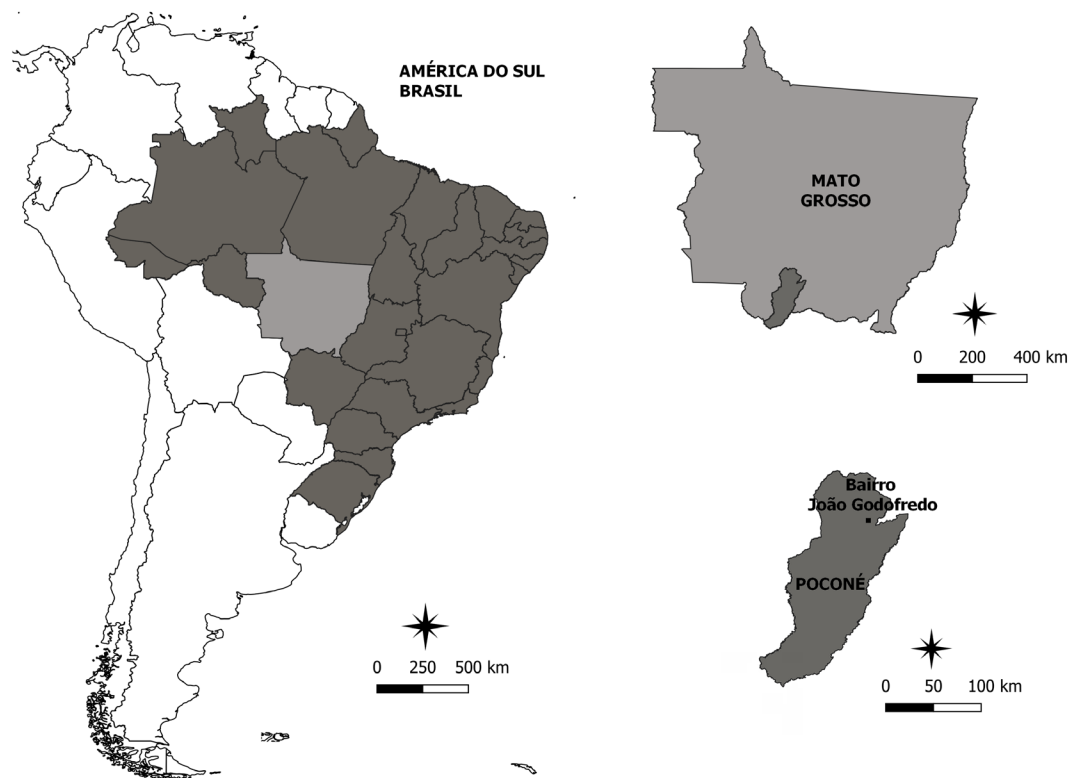 AMÉRICA DO SUL
BRASIL
0 250 500 km
MATO
GROSSO
0 200 400 km
Bairro
João Godofredo
POCONÉ
0 50 100 km